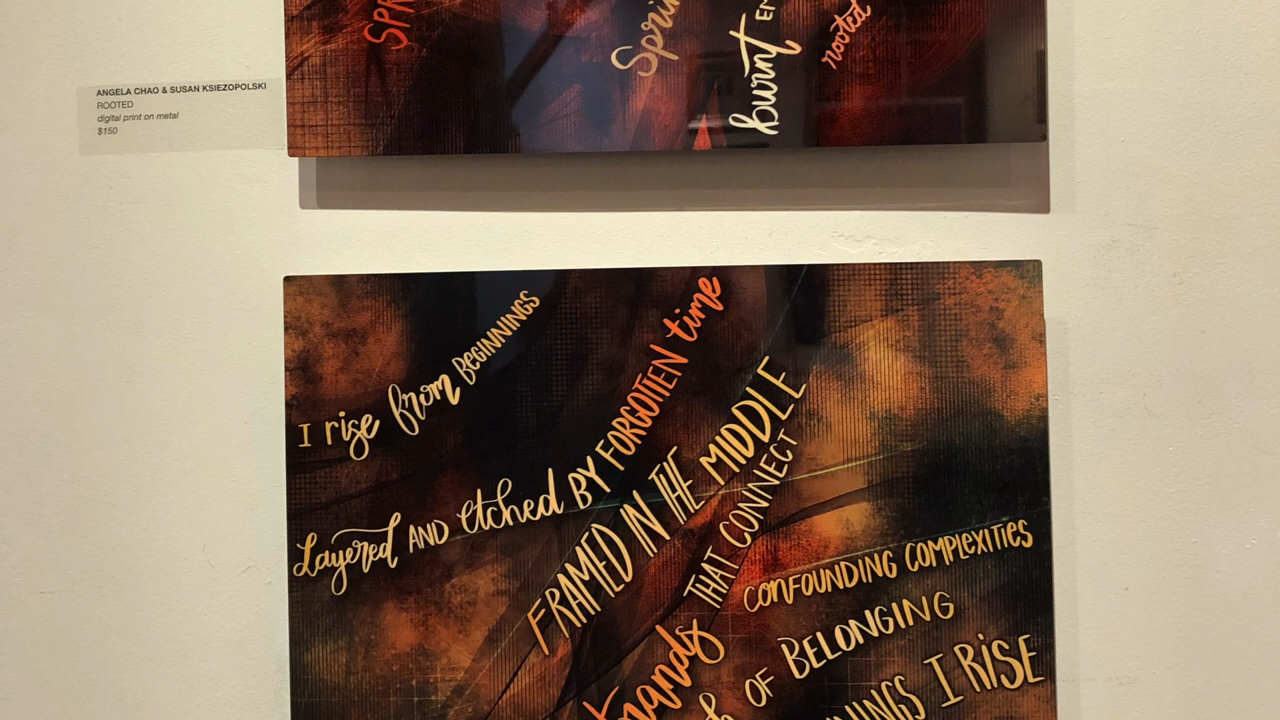 ANGELA CHAO & SUSAN KSIEZOPOLSKI
ROOTED
digital print on metal
$150
burnt
rooted
I rise from BEGINNINGS
Layered AND etched BY FORGOTTEN time
FRAMED IN THE MIDDLE
THAT CONNECT
CONFOUNDING COMPLEXITIES
OF BELONGING
I RISE